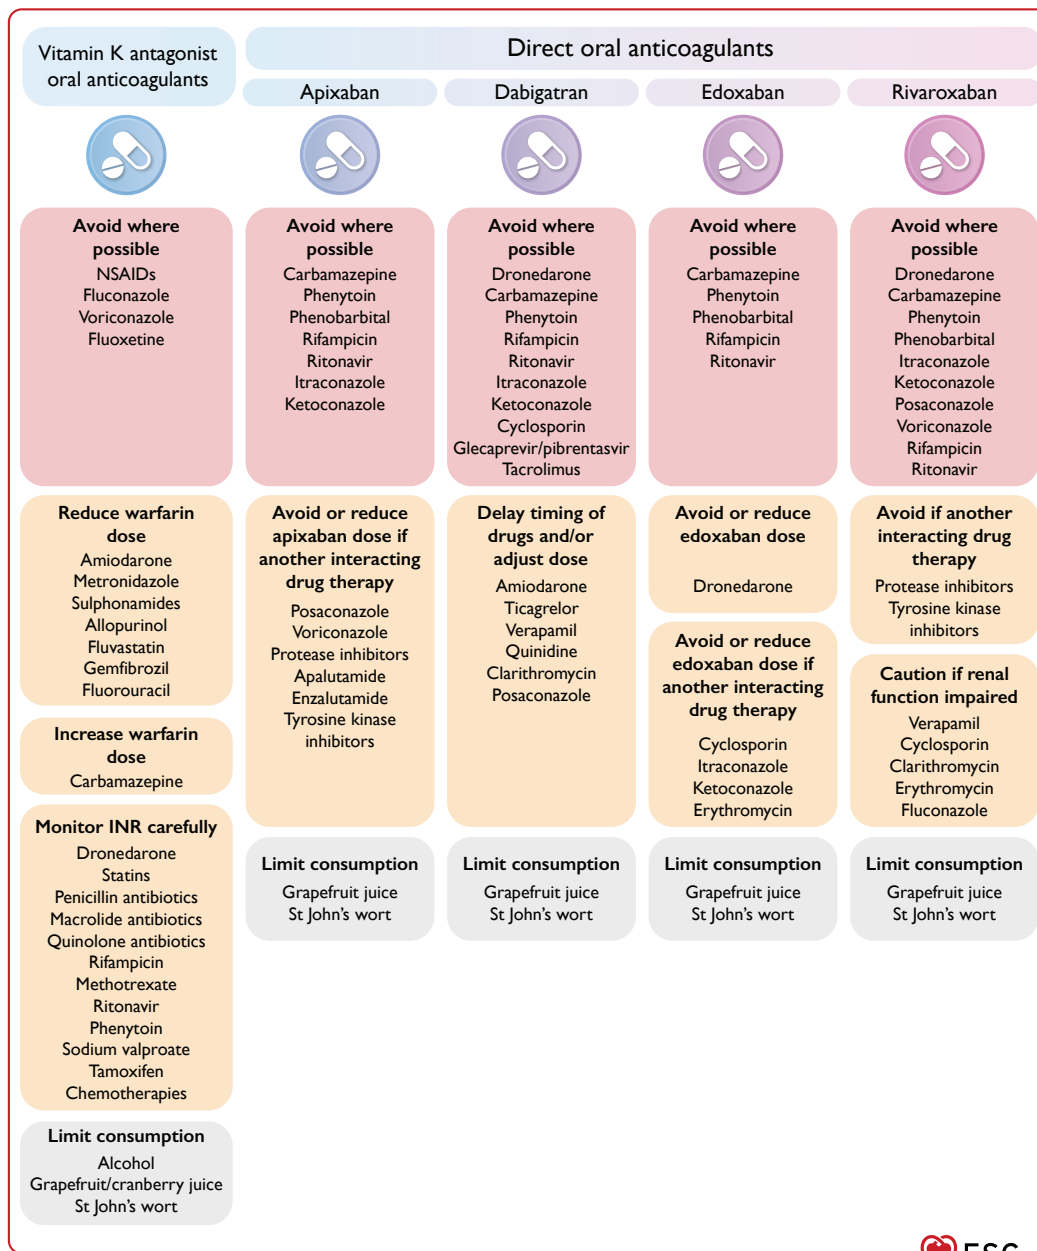 Vitamin K antagonist
oral anticoagulants
Direct oral anticoagulants
Apixaban
Dabigatran
Edoxaban
Rivaroxaban
Avoid where
possible
NSAIDs
Fluconazole
Voriconazole
Fluoxetine
Reduce warfarin
dose
Amiodarone
Metronidazole
Sulphonamides
Allopurinol
Fluvastatin
Gemfibrozil
Fluorouracil
Increase warfarin
dose
Carbamazepine
Monitor INR carefully
Dronedarone
Statins
Penicillin antibiotics
Macrolide antibiotics
Quinolone antibiotics
Rifampicin
Methotrexate
Ritonavir
Phenytoin
Sodium valproate
Tamoxifen
Chemotherapies
Limit consumption
Alcohol
Grapefruit/cranberry juice
St John's wort
Avoid where
possible
Carbamazepine
Phenytoin
Phenobarbital
Rifampicin
Ritonavir
Itraconazole
Ketoconazole
Avoid or reduce
apixaban dose if
another interacting
drug therapy
Posaconazole
Voriconazole
Protease inhibitors
Apalutamide
Enzalutamide
Tyrosine kinase
inhibitors
Limit consumption
Grapefruit juice
St John's wort
Avoid where
possible
Dronedarone
Carbamazepine
Phenytoin
Rifampicin
Ritonavir
Itraconazole
Ketoconazole
Cyclosporin
Glecaprevir/pibrentasvir
Tacrolimus
Delay timing of
drugs and/or
adjust dose
Amiodarone
Ticagrelor
Verapamil
Quinidine
Clarithromycin
Posaconazole
Limit consumption
Grapefruit juice
St John's wort
Avoid where
possible
Carbamazepine
Phenytoin
Phenobarbital
Rifampicin
Ritonavir
Avoid or reduce
edoxaban dose
Dronedarone
Avoid or reduce
edoxaban dose if
another interacting
drug therapy
Cyclosporin
Itraconazole
Ketoconazole
Erythromycin
Limit consumption
Grapefruit juice
St John's wort
Avoid where
possible
Dronedarone
Carbamazepine
Phenytoin
Phenobarbital
Itraconazole
Ketoconazole
Posaconazole
Voriconazole
Rifampicin
Ritonavir
Avoid if another
interacting drug
therapy
Protease inhibitors
Tyrosine kinase
inhibitors
Caution if renal
function impaired
Verapamil
Cyclosporin
Clarithromycin
Erythromycin
Fluconazole
Limit consumption
Grapefruit juice
St John's wort
ESC